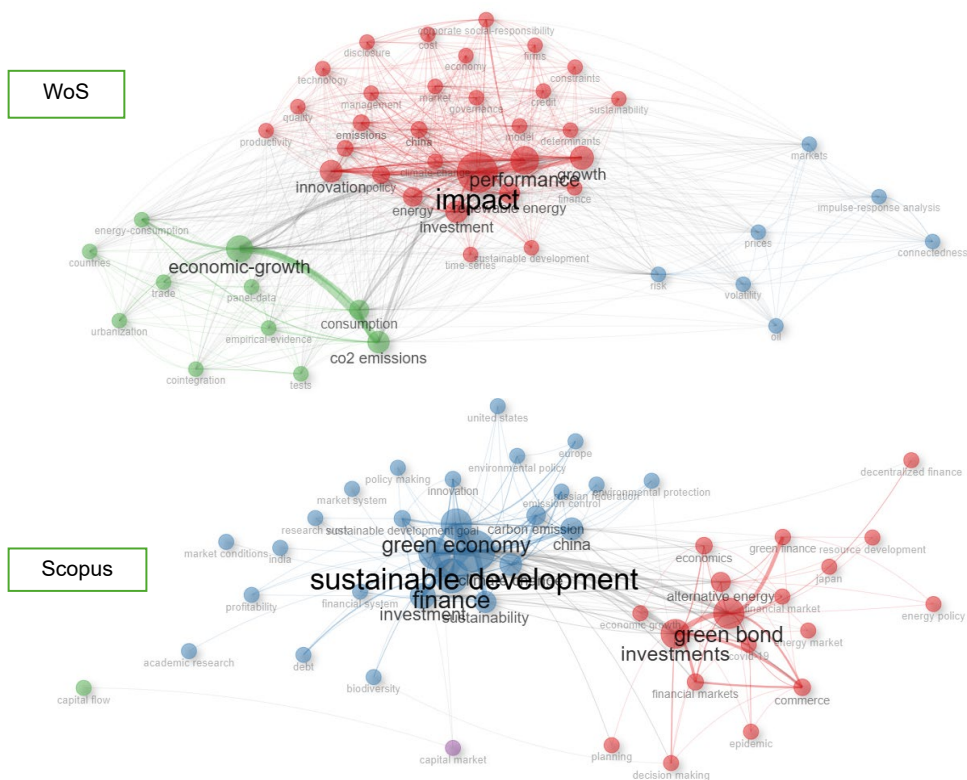 WoS
corporate social-responsibility
cost
disclosure
firms
economy
technology
constraints
management
market
governance
credit
sustainability
quality
emissions
china
model
determinants
productivity
climate-change
growth
performance
innovation
policy
finance
impact
energy
renewable energy
investment
time-series
sustainable development
markets
impulse-response analysis
prices
connectedness
risk
volatility
oil
energy-consumption
countries
economic-growth
trade
panel-data
urbanization
consumption
empirical-evidence
co2 emissions
cointegration
tests
Scopus
united states
europe
policy making
environmental policy
innovation
market system
emission control
environmental protection
decentralized finance
research work
sustainable development goal
carbon emission
china
market conditions
india
green economy
economics
green finance
resource development
climate change
sustainable development
alternative energy
japan
profitability
financial system
finance
financial market
energy policy
investment
sustainability
economic growth
green bond
energy market
investments
covid-19
academic research
debt
biodiversity
financial markets
commerce
capital flow
capital market
planning
epidemic
decision making